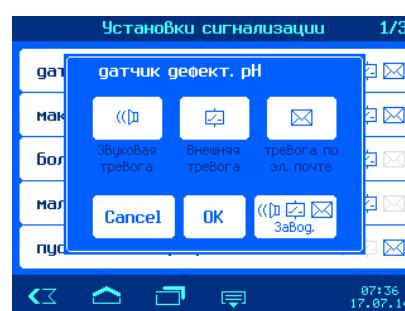 Установки сигнализации 1/3
дат
датчик дефект. pH
мак
бол
мал
пус
Звуковая тревога
Внешняя тревога
тревога по эл. почте
Cancel
OK
Завод.
07:36
17.07.14